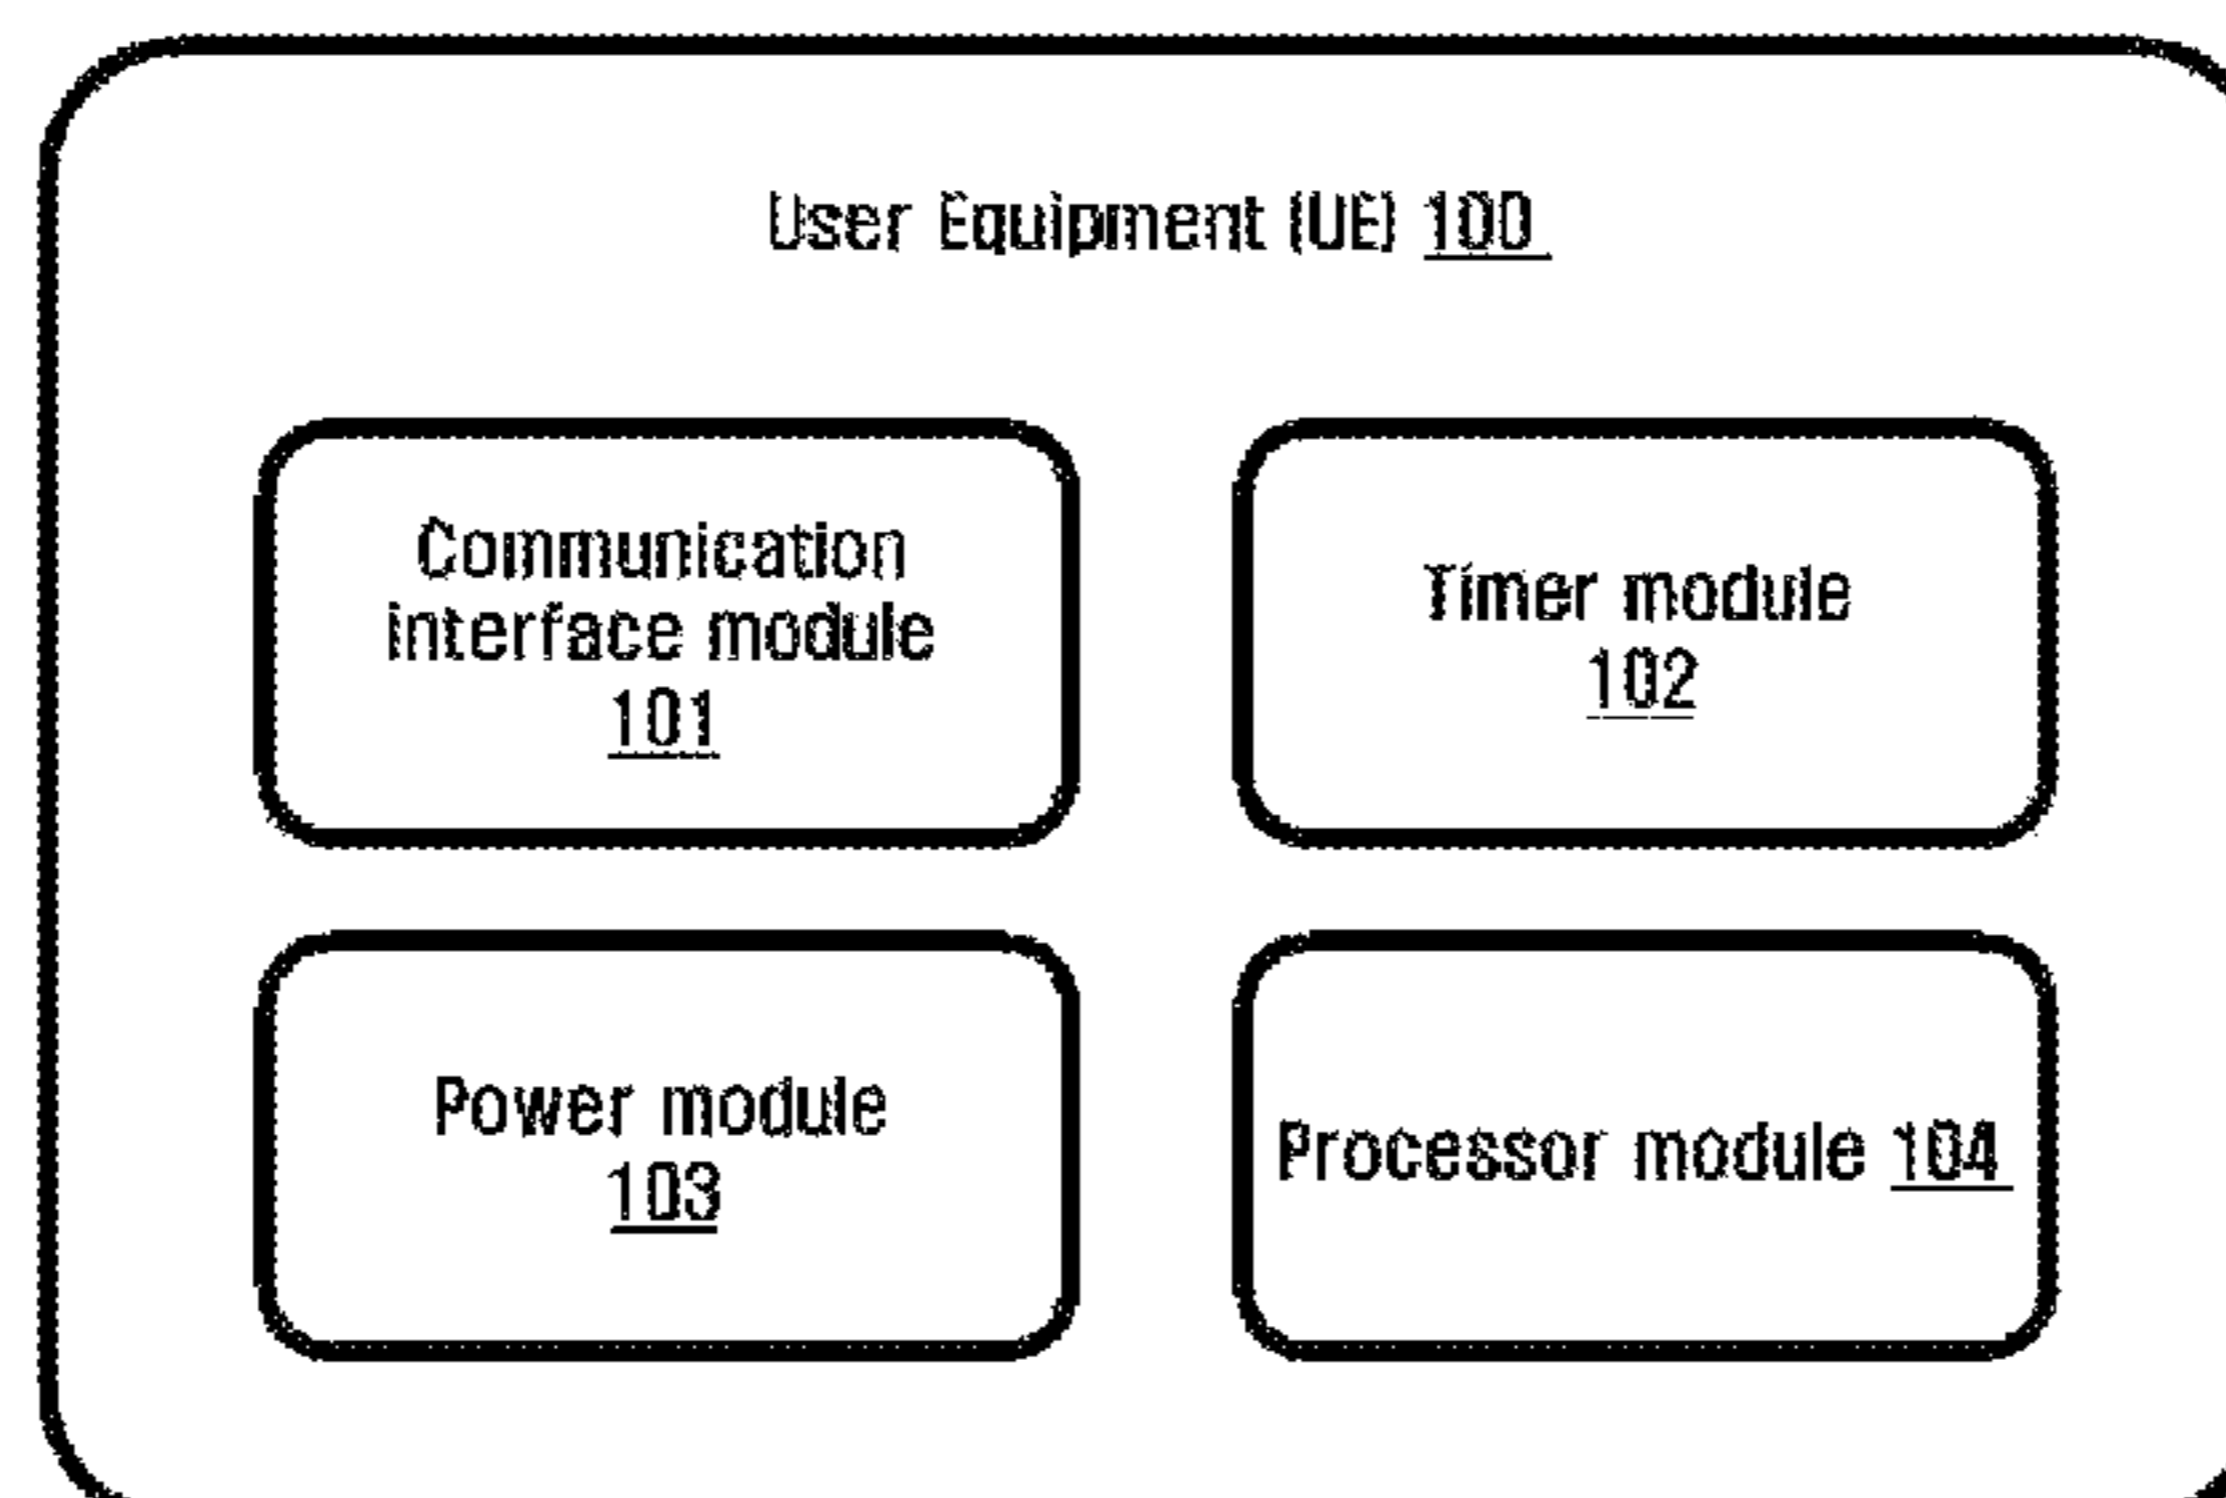 User Equipment (UE) 100
Communication
interface module
101
Timer module
102
Power module
103
Processor module 104